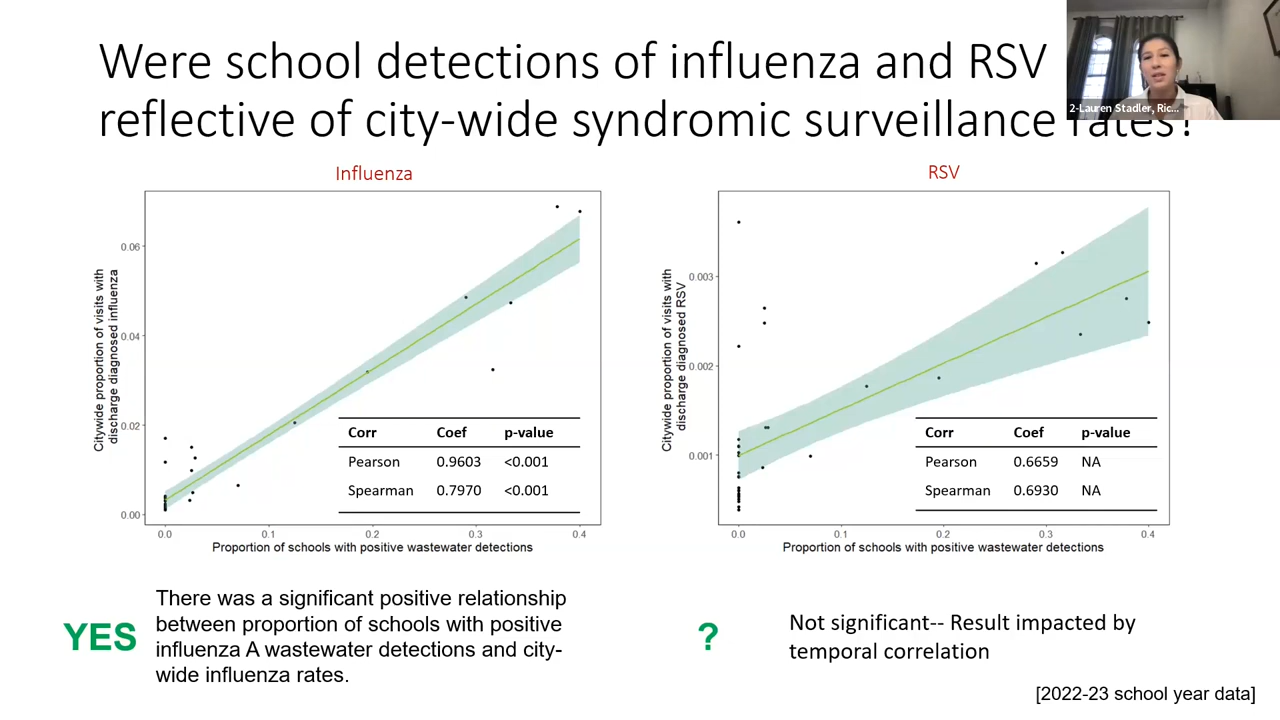 Were school detections of influenza and RSV
reflective of city-wide syndromic surveillance rates?
2-Lauren Stadler, Ric...
Influenza
RSV
Citywide proportion of visits with
discharge diagnosed influenza
0.06
0.04
0.02
0.00
Corr Coef p-value
Pearson 0.9603 <0.001
Spearman 0.7970 <0.001
0.0 0.1 0.2 0.3 0.4
Proportion of schools with positive wastewater detections
Citywide proportion of visits with
discharge diagnosed RSV
0.003
0.002
0.001
Corr Coef p-value
Pearson 0.6659 NA
Spearman 0.6930 NA
0.0 0.1 0.2 0.3 0.4
Proportion of schools with positive wastewater detections
YES
There was a significant positive relationship
between proportion of schools with positive
influenza A wastewater detections and city-
wide influenza rates.
?
Not significant-- Result impacted by
temporal correlation
[2022-23 school year data]